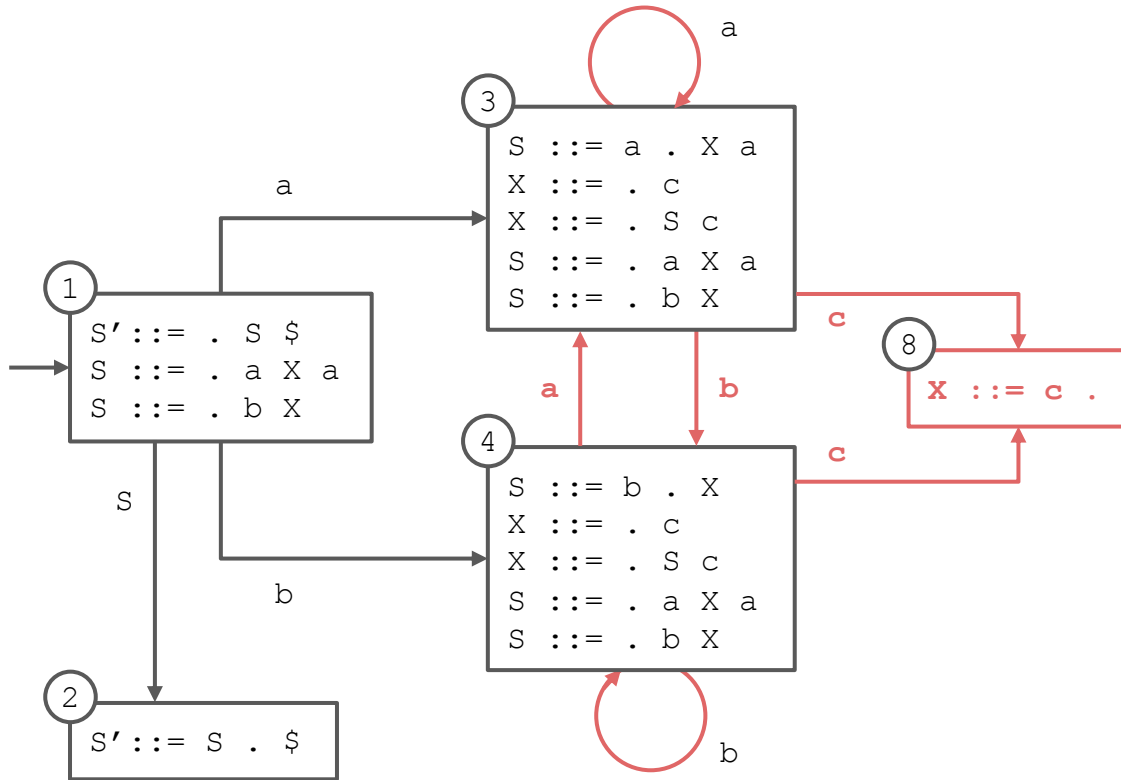 a
3
S ::= a . X a
X ::= . c
X ::= . S c
S ::= . a X a
S ::= . b X
a
1
S’::= . S $
S ::= . a X a
S ::= . b X
c
8
X ::= c .
a
b
4
S ::= b . X
X ::= . c
X ::= . S c
S ::= . a X a
S ::= . b X
c
S
b
2
S’::= S . $
b